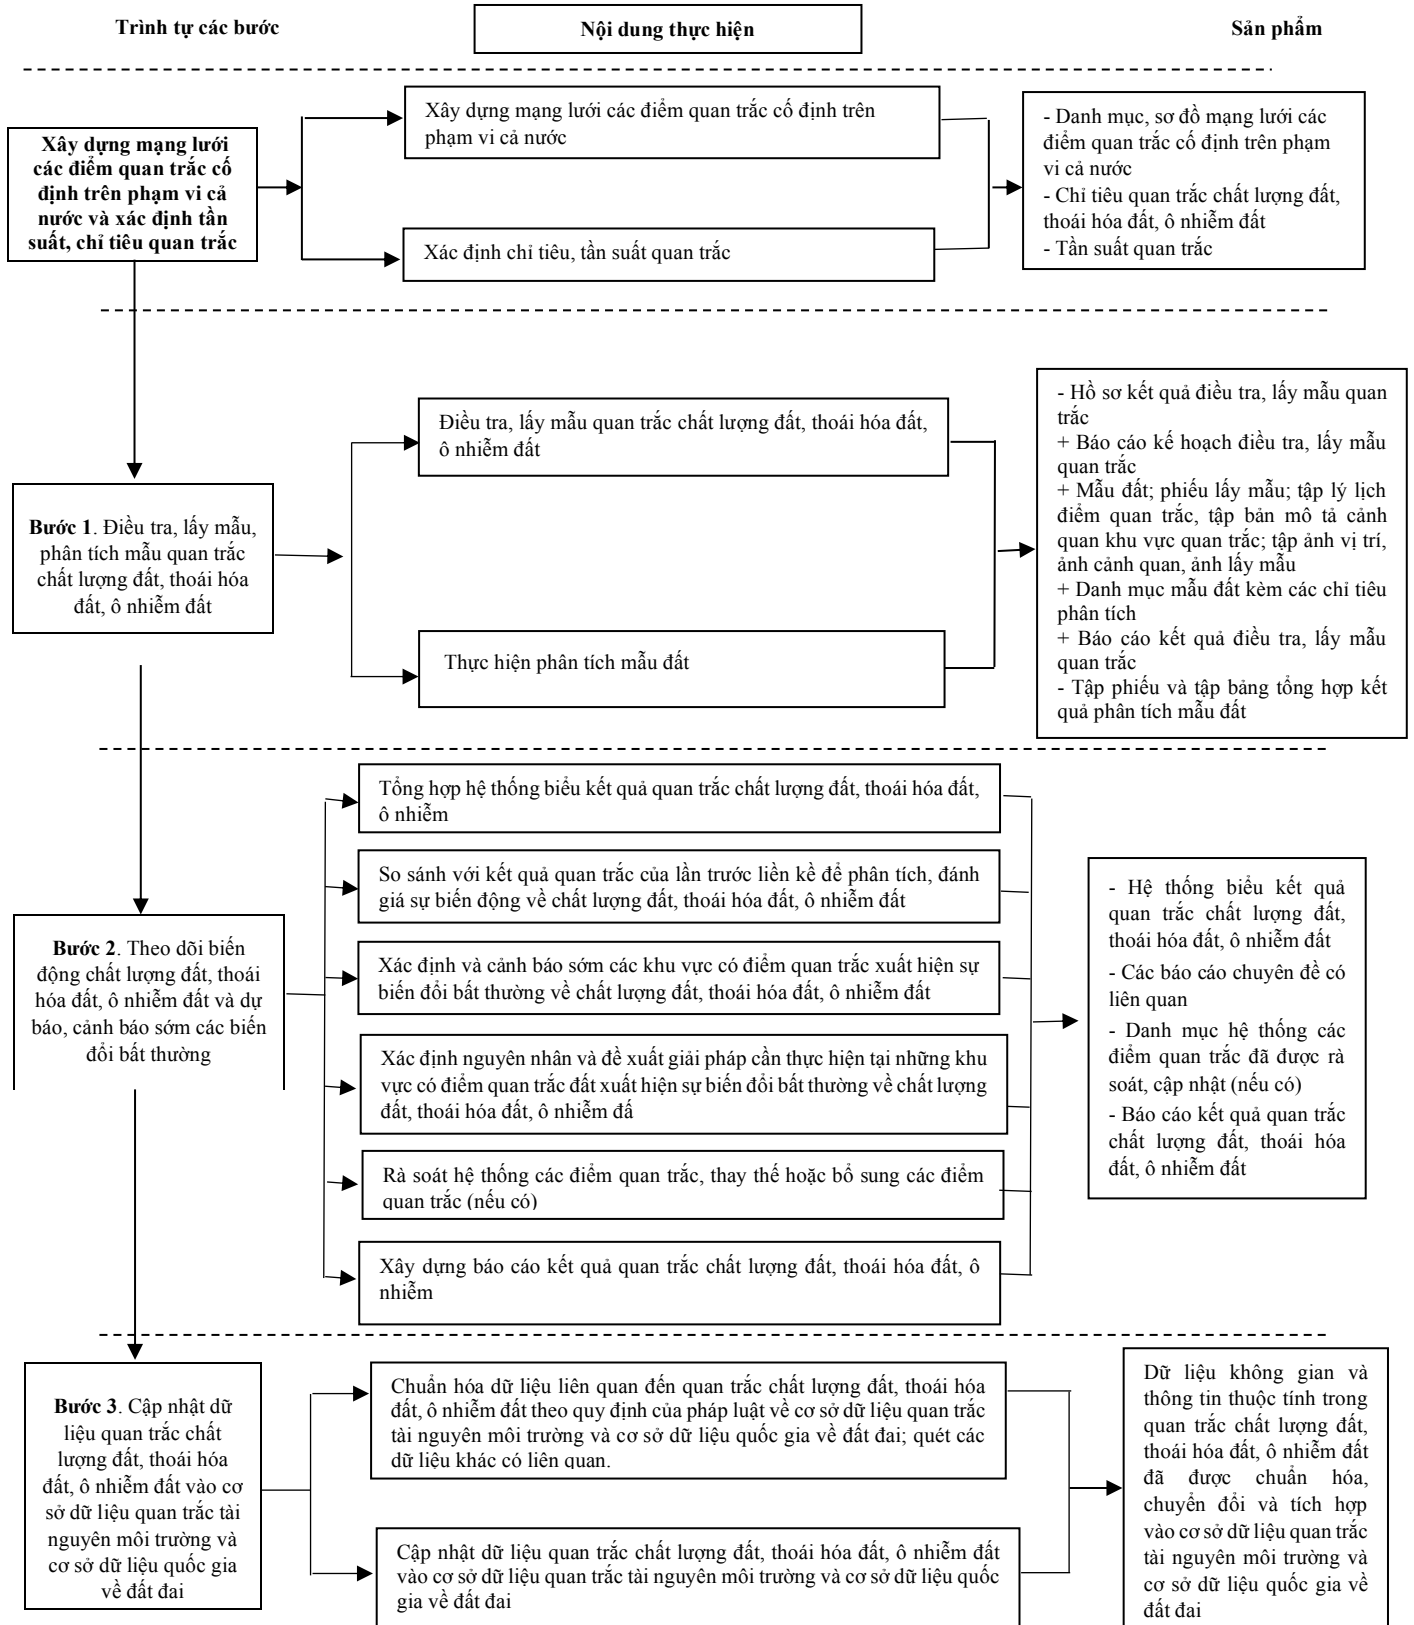 Trình tự các bước
Nội dung thực hiện
Sản phẩm
Xây dựng mạng lưới
các điểm quan trắc cố
định trên phạm vi cả
nước và xác định tần
suất, chỉ tiêu quan trắc
Xây dựng mạng lưới các điểm quan trắc cố định trên
phạm vi cả nước
Xác định chỉ tiêu, tần suất quan trắc
- Danh mục, sơ đồ mạng lưới các
điểm quan trắc cố định trên phạm
vi cả nước
- Chỉ tiêu quan trắc chất lượng đất,
thoái hóa đất, ô nhiễm đất
- Tần suất quan trắc
Bước 1. Điều tra, lấy mẫu,
phân tích mẫu quan trắc
chất lượng đất, thoái hóa
đất, ô nhiễm đất
Điều tra, lấy mẫu quan trắc chất lượng đất, thoái hóa đất,
ô nhiễm đất
Thực hiện phân tích mẫu đất
- Hồ sơ kết quả điều tra, lấy mẫu quan
trắc
+ Báo cáo kế hoạch điều tra, lấy mẫu
quan trắc
+ Mẫu đất; phiếu lấy mẫu; tập lý lịch
điểm quan trắc, tập bản mô tả cảnh
quan khu vực quan trắc; tập ảnh vị trí,
ảnh cảnh quan, ảnh lấy mẫu
+ Danh mục mẫu đất kèm các chỉ tiêu
phân tích
+ Báo cáo kết quả điều tra, lấy mẫu
quan trắc
- Tập phiếu và tập bảng tổng hợp kết
quả phân tích mẫu đất
Bước 2. Theo dõi biến
động chất lượng đất, thoái
hóa đất, ô nhiễm đất và dự
báo, cảnh báo sớm các biến
đổi bất thường
Tổng hợp hệ thống biểu kết quả quan trắc chất lượng đất, thoái hóa đất,
ô nhiễm
So sánh với kết quả quan trắc của lần trước liền kề để phân tích, đánh
giá sự biến động về chất lượng đất, thoái hóa đất, ô nhiễm đất
Xác định và cảnh báo sớm các khu vực có điểm quan trắc xuất hiện sự
biến đổi bất thường về chất lượng đất, thoái hóa đất, ô nhiễm đất
Xác định nguyên nhân và đề xuất giải pháp cần thực hiện tại những khu
vực có điểm quan trắc đất xuất hiện sự biến đổi bất thường về chất lượng
đất, thoái hóa đất, ô nhiễm đấ
Rà soát hệ thống các điểm quan trắc, thay thế hoặc bổ sung các điểm
quan trắc (nếu có)
Xây dựng báo cáo kết quả quan trắc chất lượng đất, thoái hóa đất, ô
nhiễm
- Hệ thống biểu kết quả
quan trắc chất lượng đất,
thoái hóa đất, ô nhiễm đất
- Các báo cáo chuyên đề có
liên quan
- Danh mục hệ thống các
điểm quan trắc đã được rà
soát, cập nhật (nếu có)
- Báo cáo kết quả quan trắc
chất lượng đất, thoái hóa
đất, ô nhiễm đất
Bước 3. Cập nhật dữ
liệu quan trắc chất
lượng đất, thoái hóa
đất, ô nhiễm đất vào cơ
sở dữ liệu quan trắc tài
nguyên môi trường và
cơ sở dữ liệu quốc gia
về đất đai
Chuẩn hóa dữ liệu liên quan đến quan trắc chất lượng đất, thoái hóa
đất, ô nhiễm đất theo quy định của pháp luật về cơ sở dữ liệu quan trắc
tài nguyên môi trường và cơ sở dữ liệu quốc gia về đất đai; quét các
dữ liệu khác có liên quan.
Cập nhật dữ liệu quan trắc chất lượng đất, thoái hóa đất, ô nhiễm đất
vào cơ sở dữ liệu quan trắc tài nguyên môi trường và cơ sở dữ liệu quốc
gia về đất đai
Dữ liệu không gian và
thông tin thuộc tính trong
quan trắc chất lượng đất,
thoái hóa đất, ô nhiễm đất
đã được chuẩn hóa,
chuyển đổi và tích hợp
vào cơ sở dữ liệu quan trắc
tài nguyên môi trường và
cơ sở dữ liệu quốc gia về
đất đai